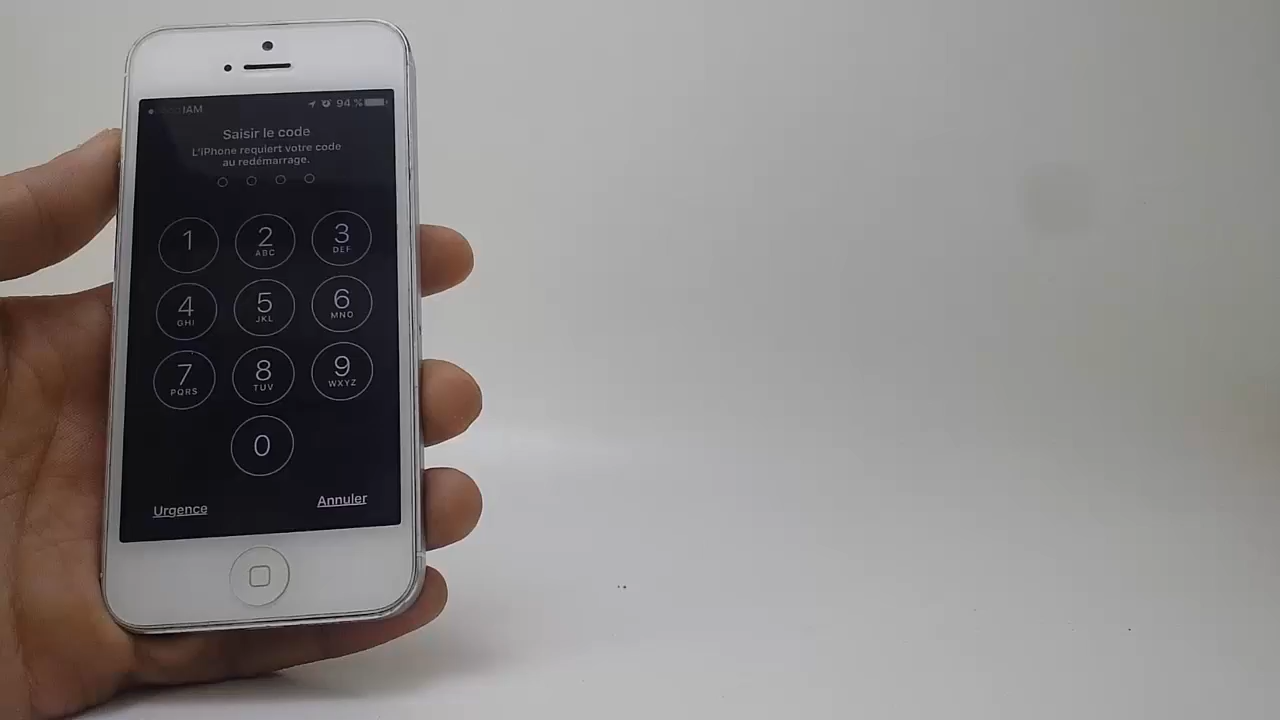 IAM 94 %
Saisir le code
L'iPhone requiert votre code
au redémarrage.
1 2 3
ABC DEF
4 5 6
GHI JKL MNO
7 8 9
PQRS TUV WXYZ
0
Urgence Annuler